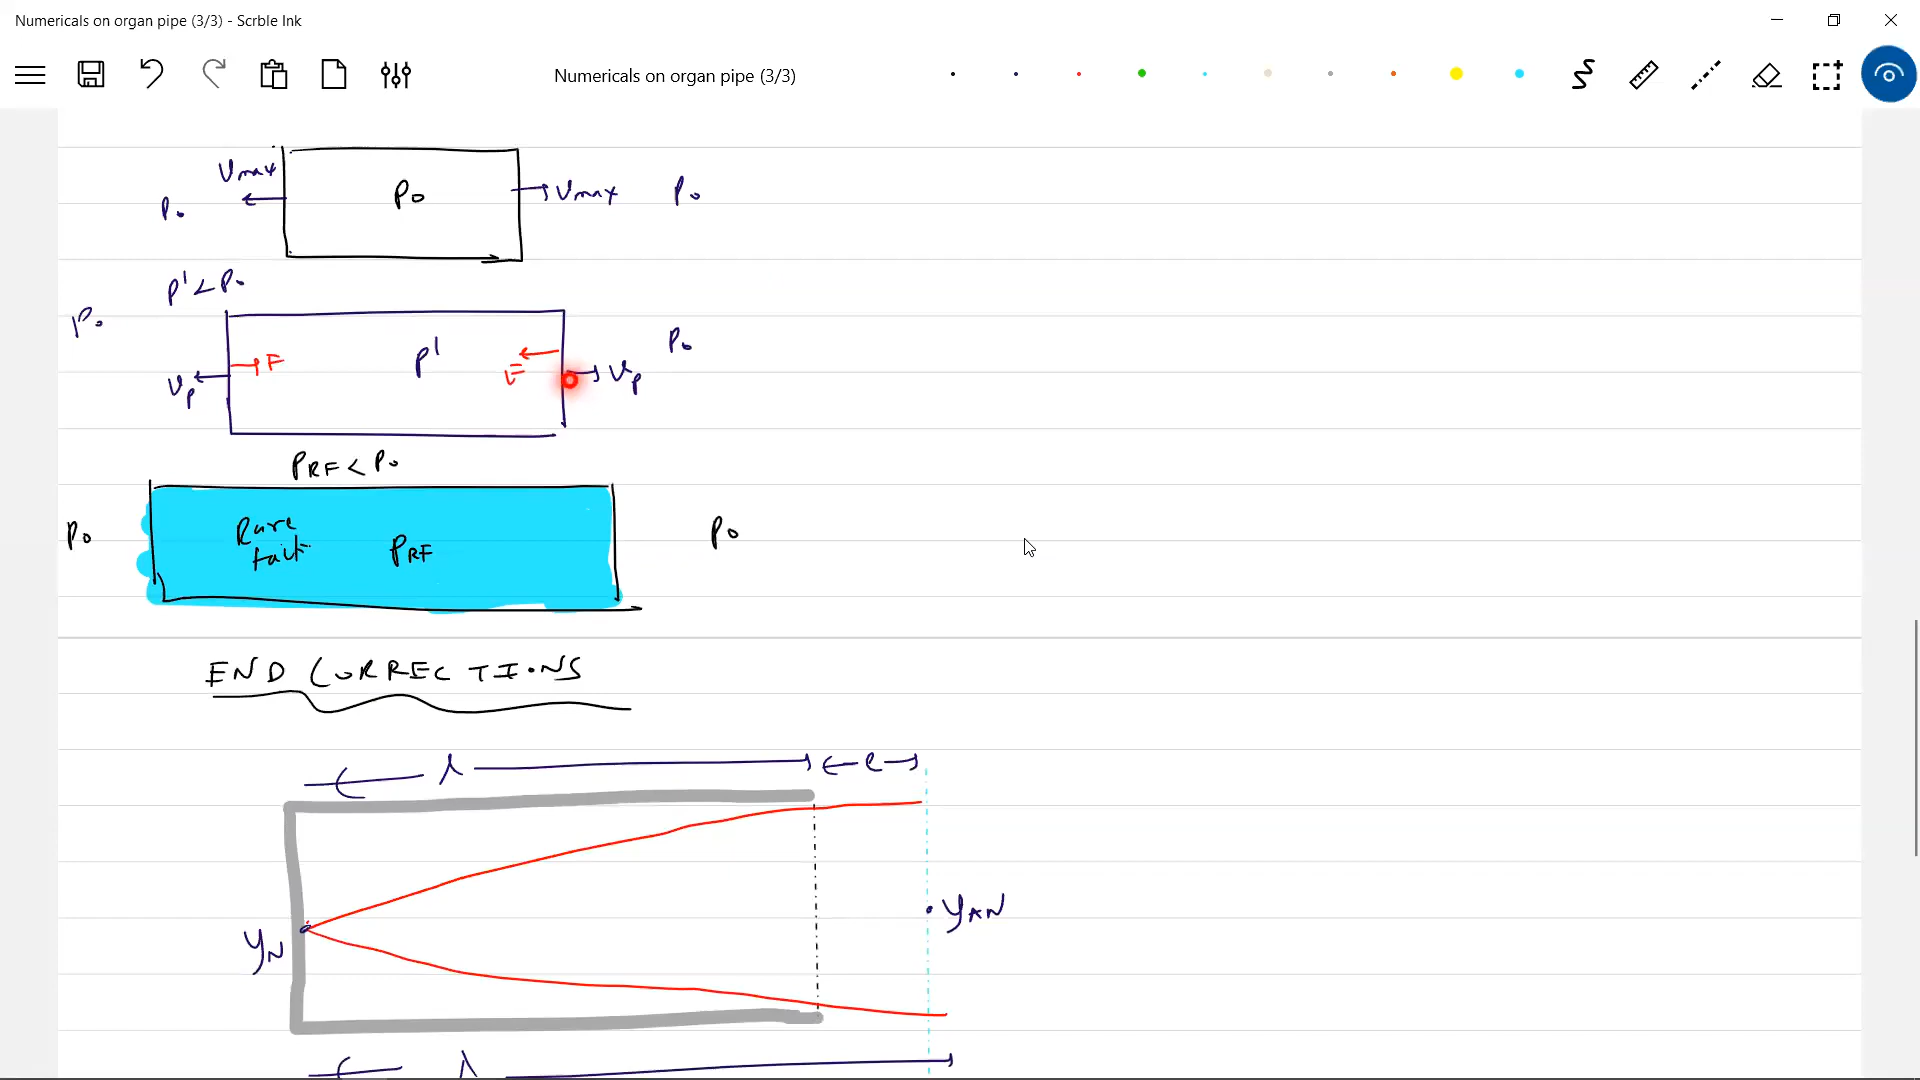 Numericals on organ pipe (3/3) - Scrble Ink
Numericals on organ pipe (3/3)
Vmax
P₀
Vmax
P₀
P₀
P' < P₀
P₀
P₀
F
P'
F
Vp
Vp
PRF < P₀
P₀
Rare
fact
PRF
P₀
END CORRECTIONS
l
e
yAN
yN